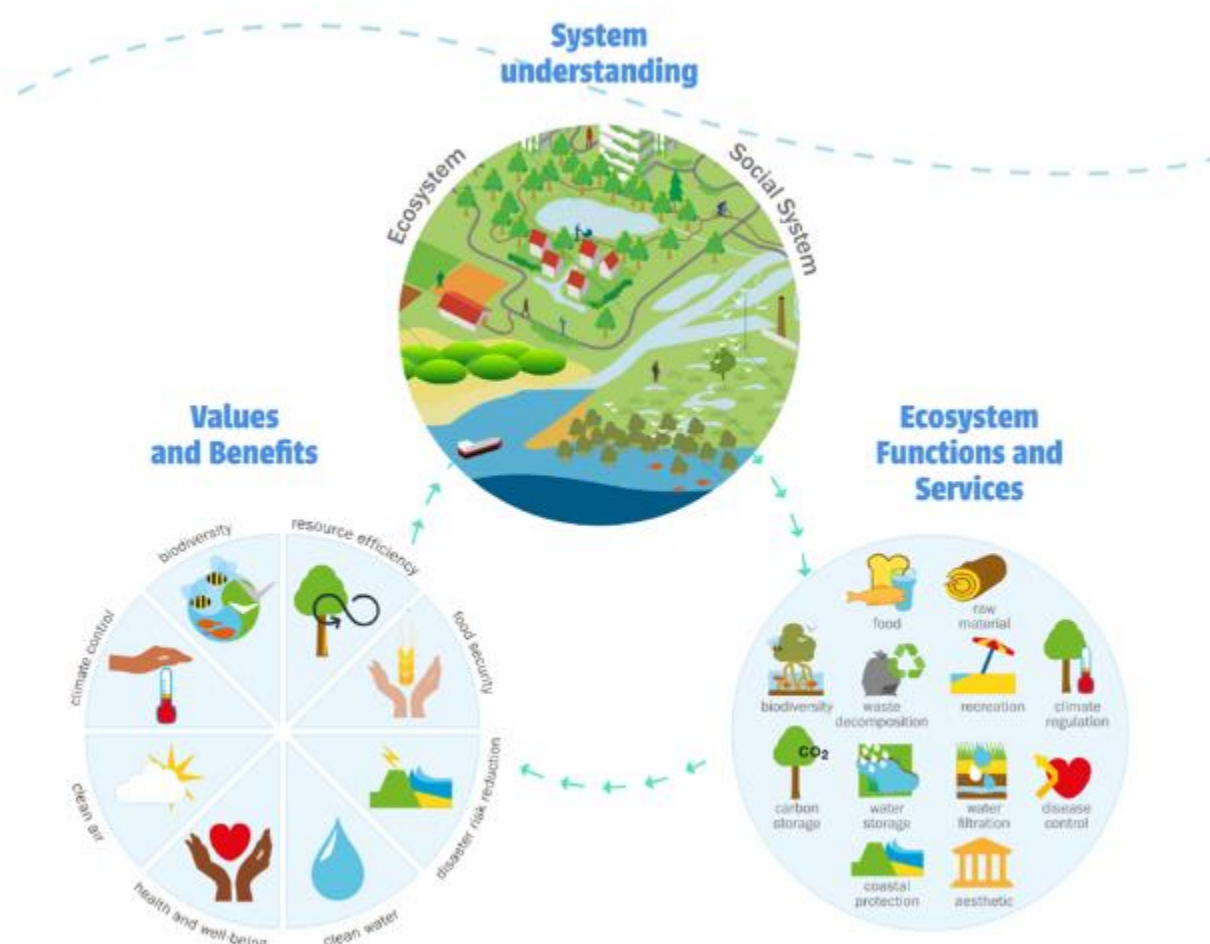 System
understanding
Ecosystem
Social System
Values
and Benefits
Ecosystem
Functions and
Services
biodiversity
resource efficiency
climate control
food security
clean air
disaster risk reduction
health and well-being
clean water
food
raw
material
biodiversity
waste
decomposition
recreation
climate
regulation
CO₂
carbon
storage
water
storage
water
filtration
disease
control
coastal
protection
aesthetic